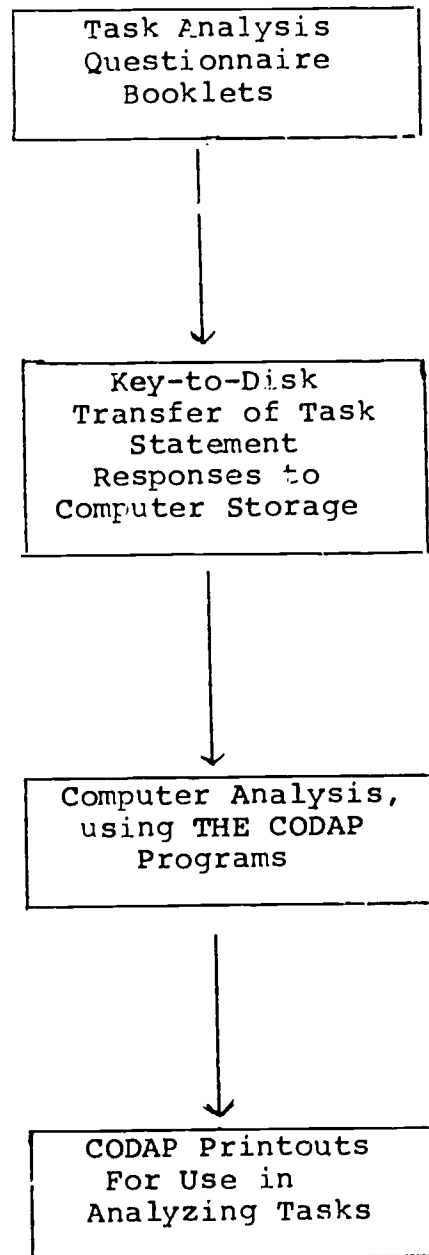 Task Analysis
Questionnaire
Booklets
Key-to-Disk
Transfer of Task
Statement
Responses to
Computer Storage
Computer Analysis,
using THE CODAP
Programs
CODAP Printouts
For Use in
Analyzing Tasks